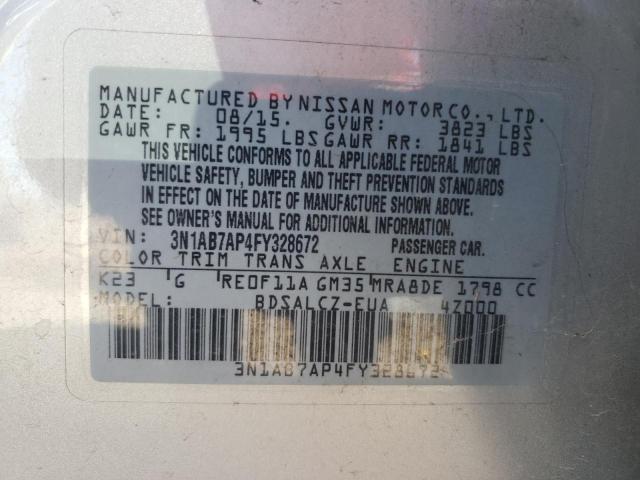 MANUFACTURED BY NISSAN MOTOR CO., LTD.
DATE: 08/15. GVWR: 3823 LBS
GAWR FR: 1995 LBS GAWR RR: 1841 LBS
THIS VEHICLE CONFORMS TO ALL APPLICABLE FEDERAL MOTOR
VEHICLE SAFETY, BUMPER AND THEFT PREVENTION STANDARDS
IN EFFECT ON THE DATE OF MANUFACTURE SHOWN ABOVE.
SEE OWNER'S MANUAL FOR ADDITIONAL INFORMATION.
VIN: 3N1AB7AP4FY328672 PASSENGER CAR.
COLOR TRIM TRANS AXLE ENGINE
K23 G RE0F11A GM35 MRA8DE 1798 CC
MODEL: BDSALCZ-EUA 4Z000
3N1AB7AP4FY328672